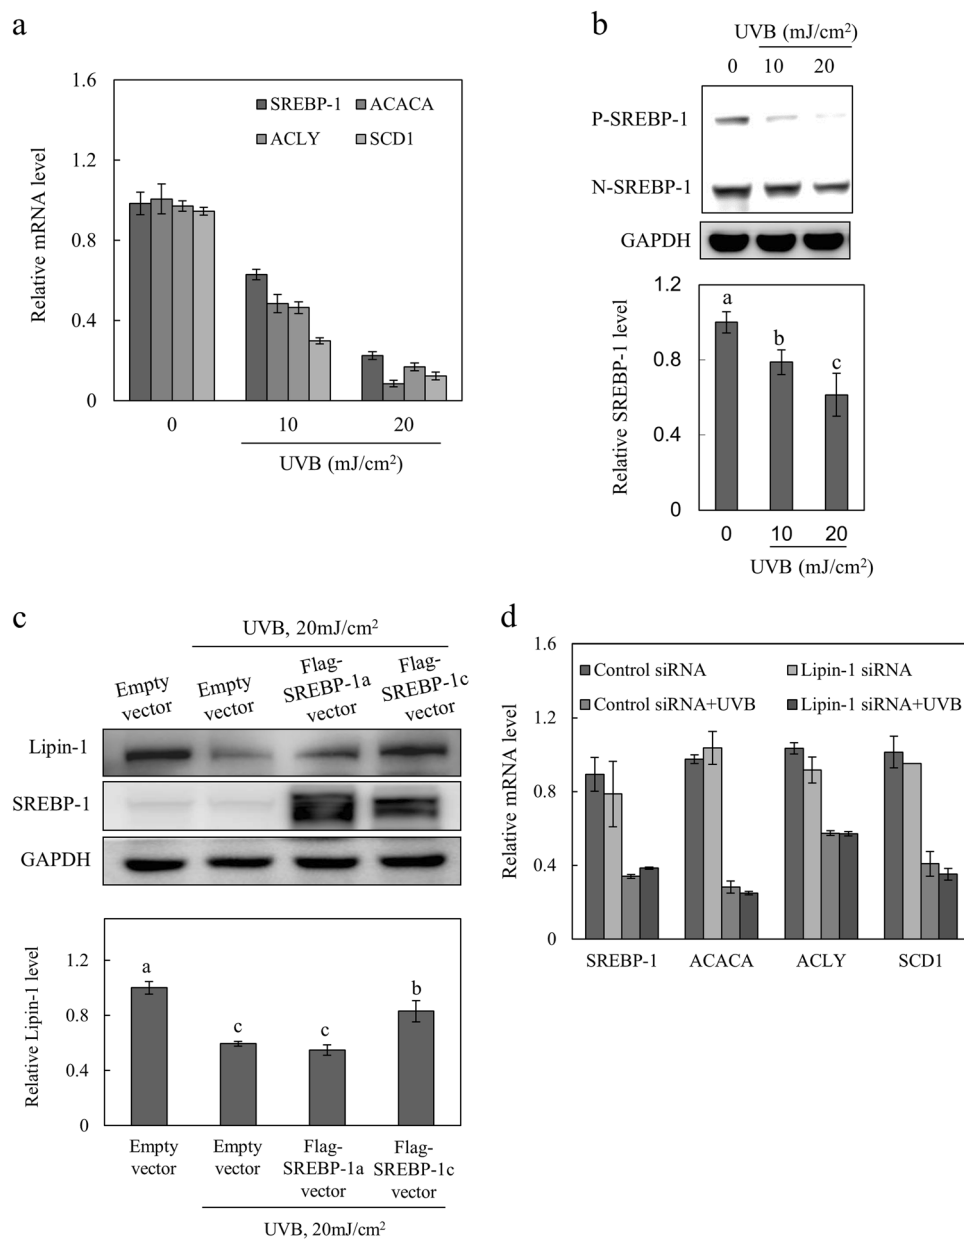 a
1.6
1.2
0.8
0.4
0
Relative mRNA level
SREBP-1
ACACA
ACLY
SCD1
0
10
20
UVB (mJ/cm²)
b
UVB (mJ/cm²)
0
10
20
P-SREBP-1
N-SREBP-1
GAPDH
1.2
0.8
0.4
0
Relative SREBP-1 level
a
b
c
0
10
20
UVB (mJ/cm²)
c
UVB, 20mJ/cm²
Empty
vector
Empty
vector
Flag-
SREBP-1a
vector
Flag-
SREBP-1c
vector
Lipin-1
SREBP-1
GAPDH
1.2
0.8
0.4
0
Relative Lipin-1 level
a
c
c
b
Empty
vector
Empty
vector
Flag-
SREBP-1a
vector
Flag-
SREBP-1c
vector
UVB, 20mJ/cm²
d
1.6
1.2
0.8
0.4
0
Relative mRNA level
Control siRNA
Lipin-1 siRNA
Control siRNA+UVB
Lipin-1 siRNA+UVB
SREBP-1
ACACA
ACLY
SCD1